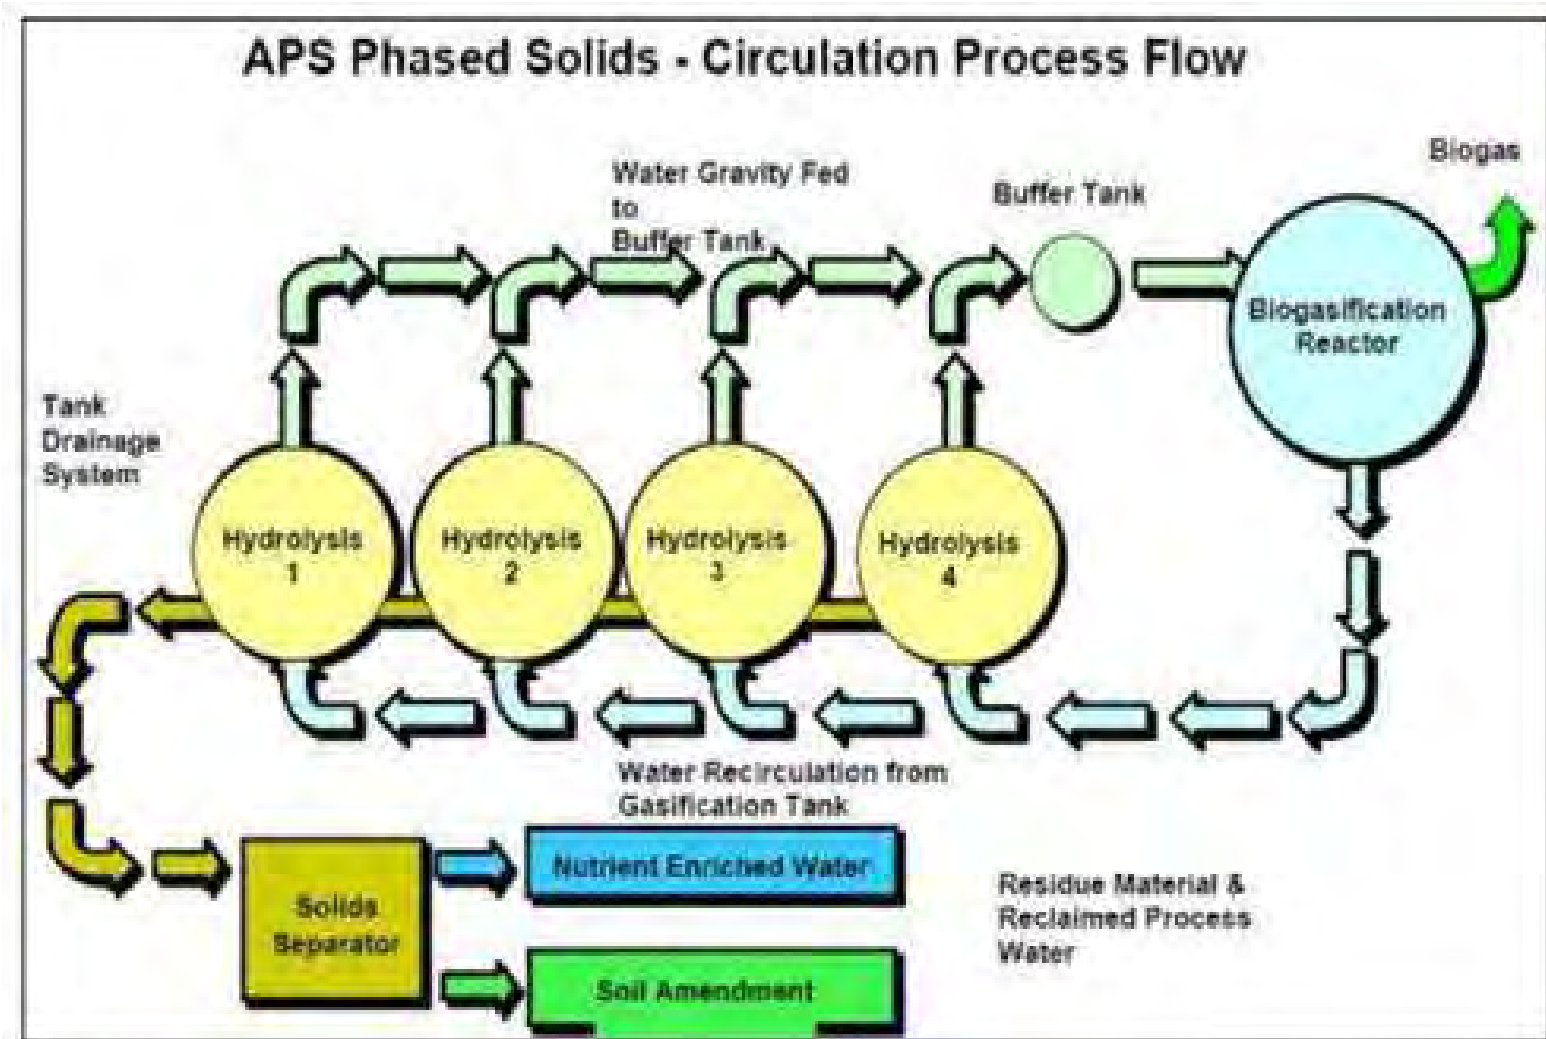 APS Phased Solids - Circulation Process Flow
Biogas
Water Gravity Fed
to
Buffer Tank
Buffer Tank
Biogasification
Reactor
Tank
Drainage
System
Hydrolysis
1
Hydrolysis
2
Hydrolysis
3
Hydrolysis
4
Water Recirculation from
Gasification Tank
Solids
Separator
Nutrient Enriched Water
Soil Amendment
Residue Material &
Reclaimed Process
Water